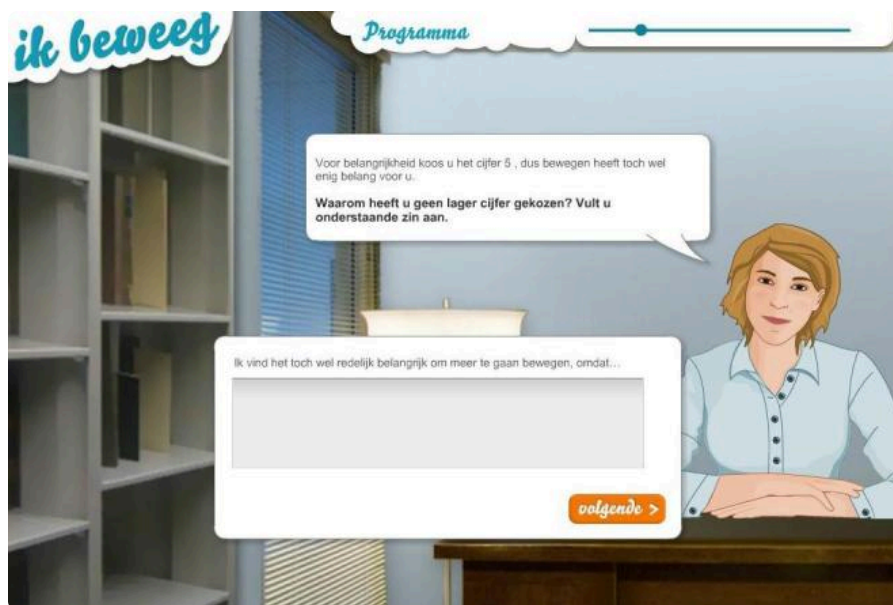 ik beweeg
Programma
Voor belangrijkheid koos u het cijfer 5 , dus bewegen heeft toch wel
enig belang voor u.
Waarom heeft u geen lager cijfer gekozen? Vult u
onderstaande zin aan.
Ik vind het toch wel redelijk belangrijk om meer te gaan bewegen, omdat…
volgende >